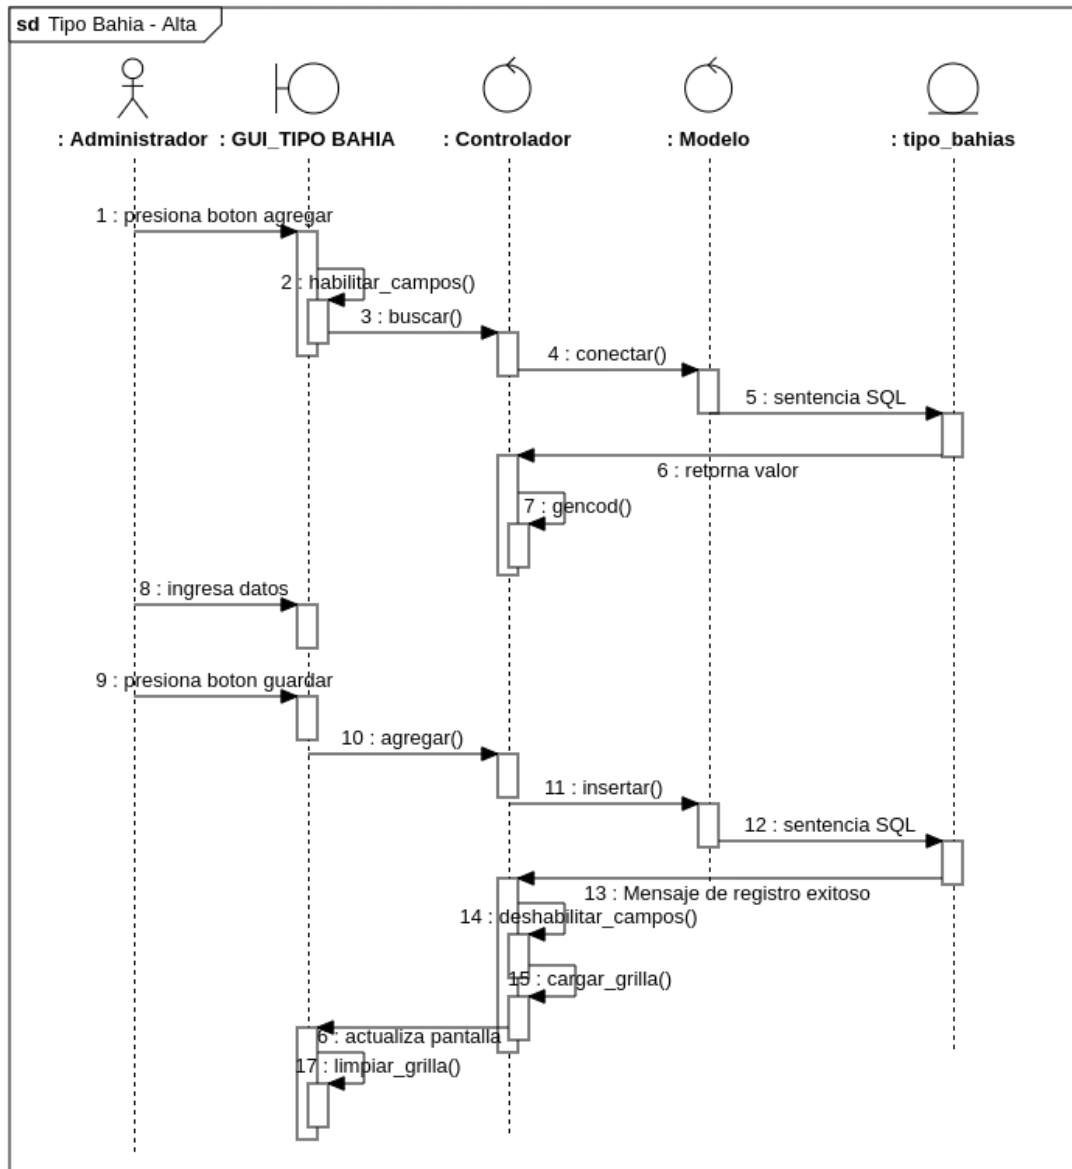 sd Tipo Bahia - Alta
: Administrador : GUI_TIPO BAHIA : Controlador : Modelo : tipo_bahias
1 : presiona boton agregar
2 : habilitar_campos()
3 : buscar()
4 : conectar()
5 : sentencia SQL
6 : retorna valor
7 : gencod()
8 : ingresa datos
9 : presiona boton guardar
10 : agregar()
11 : insertar()
12 : sentencia SQL
13 : Mensaje de registro exitoso
14 : deshabilitar_campos()
15 : cargar_grilla()
6 : actualiza pantalla
17 : limpiar_grilla()